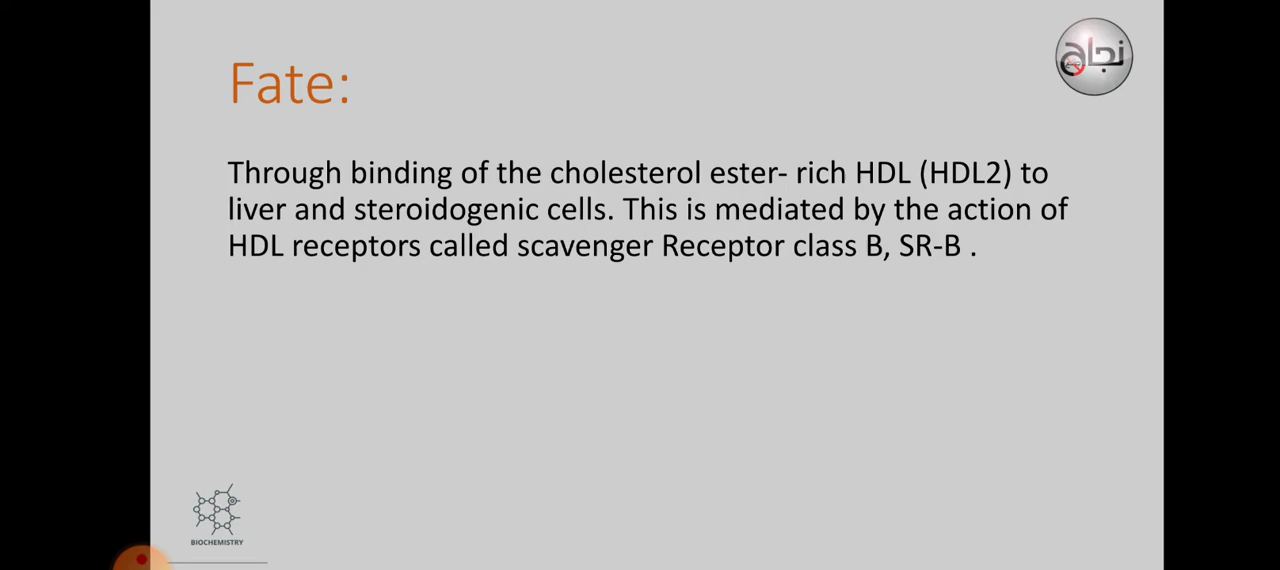 نجاح
Fate:
Through binding of the cholesterol ester- rich HDL (HDL2) to
liver and steroidogenic cells. This is mediated by the action of
HDL receptors called scavenger Receptor class B, SR-B .
BIOCHEMISTRY